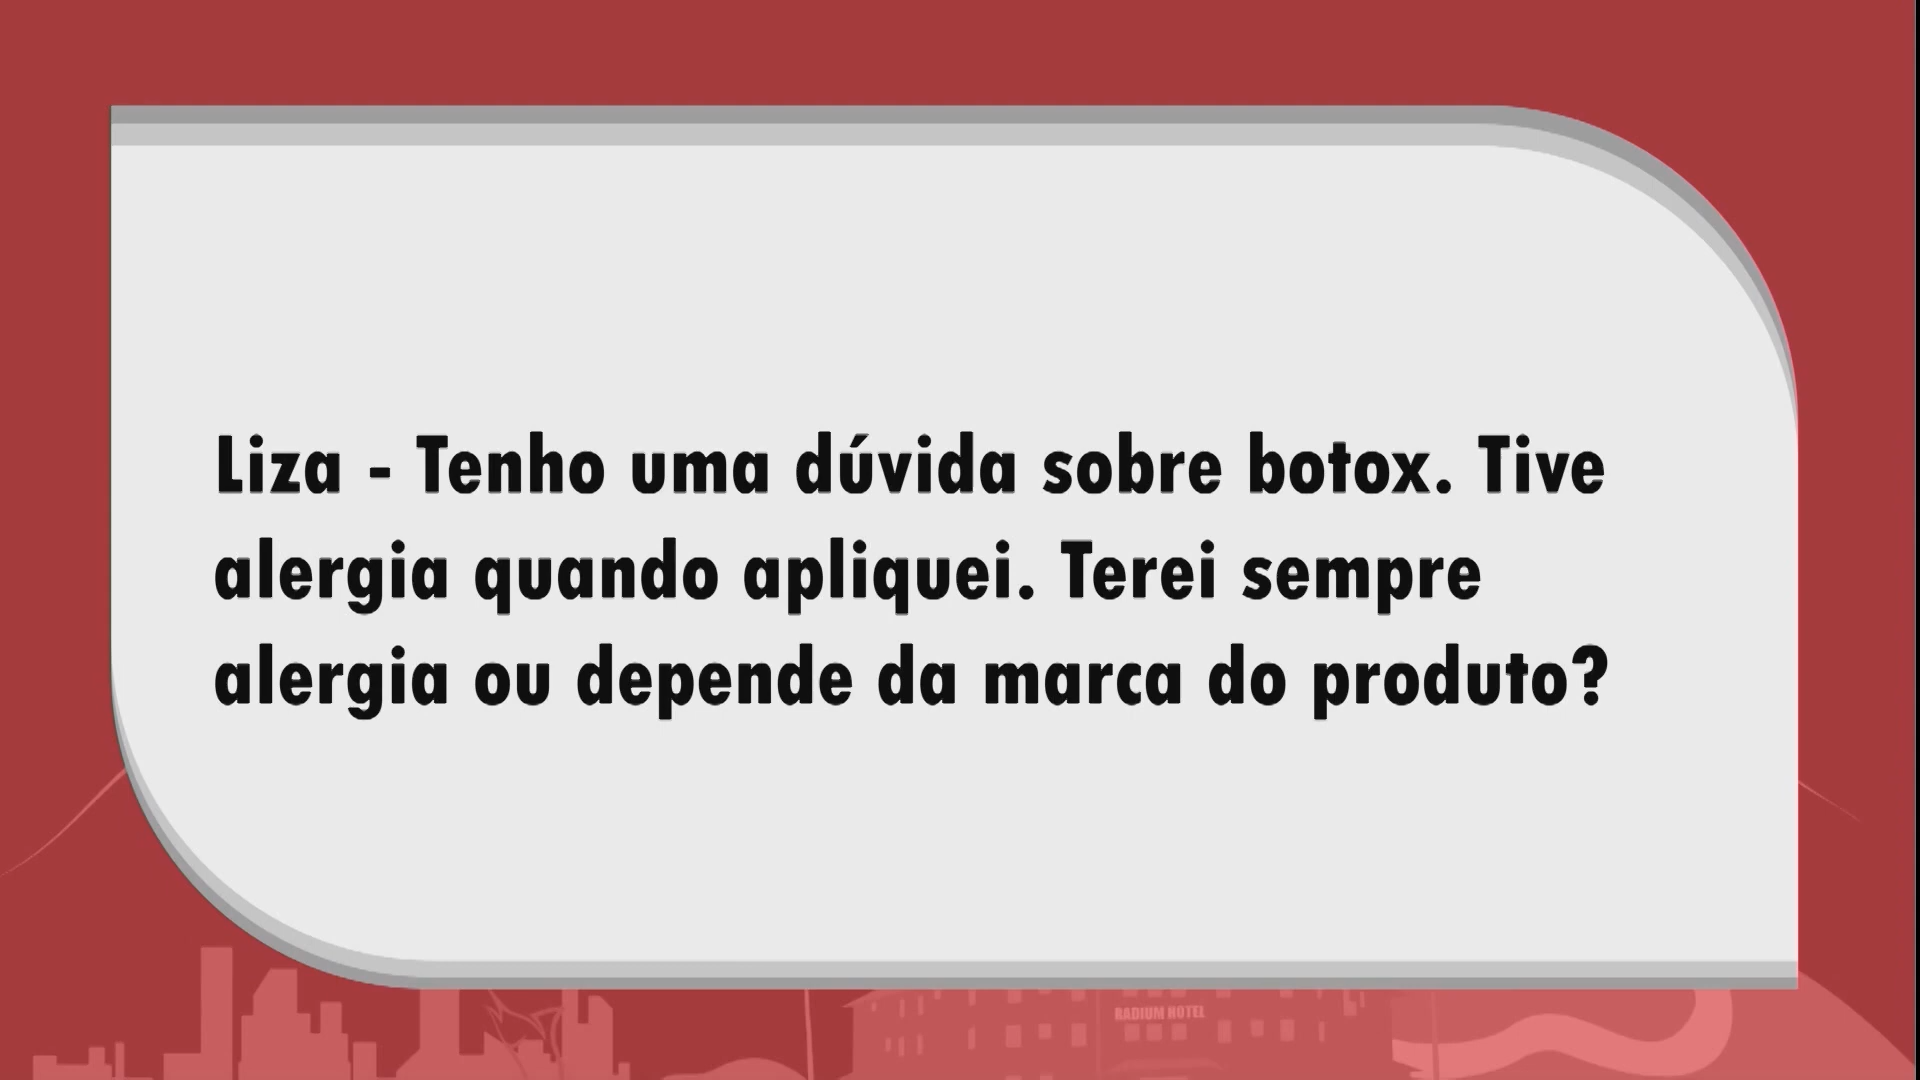 Liza - Tenho uma dúvida sobre botox. Tive
alergia quando apliquei. Terei sempre
alergia ou depende da marca do produto?
RADIUM HOTEL